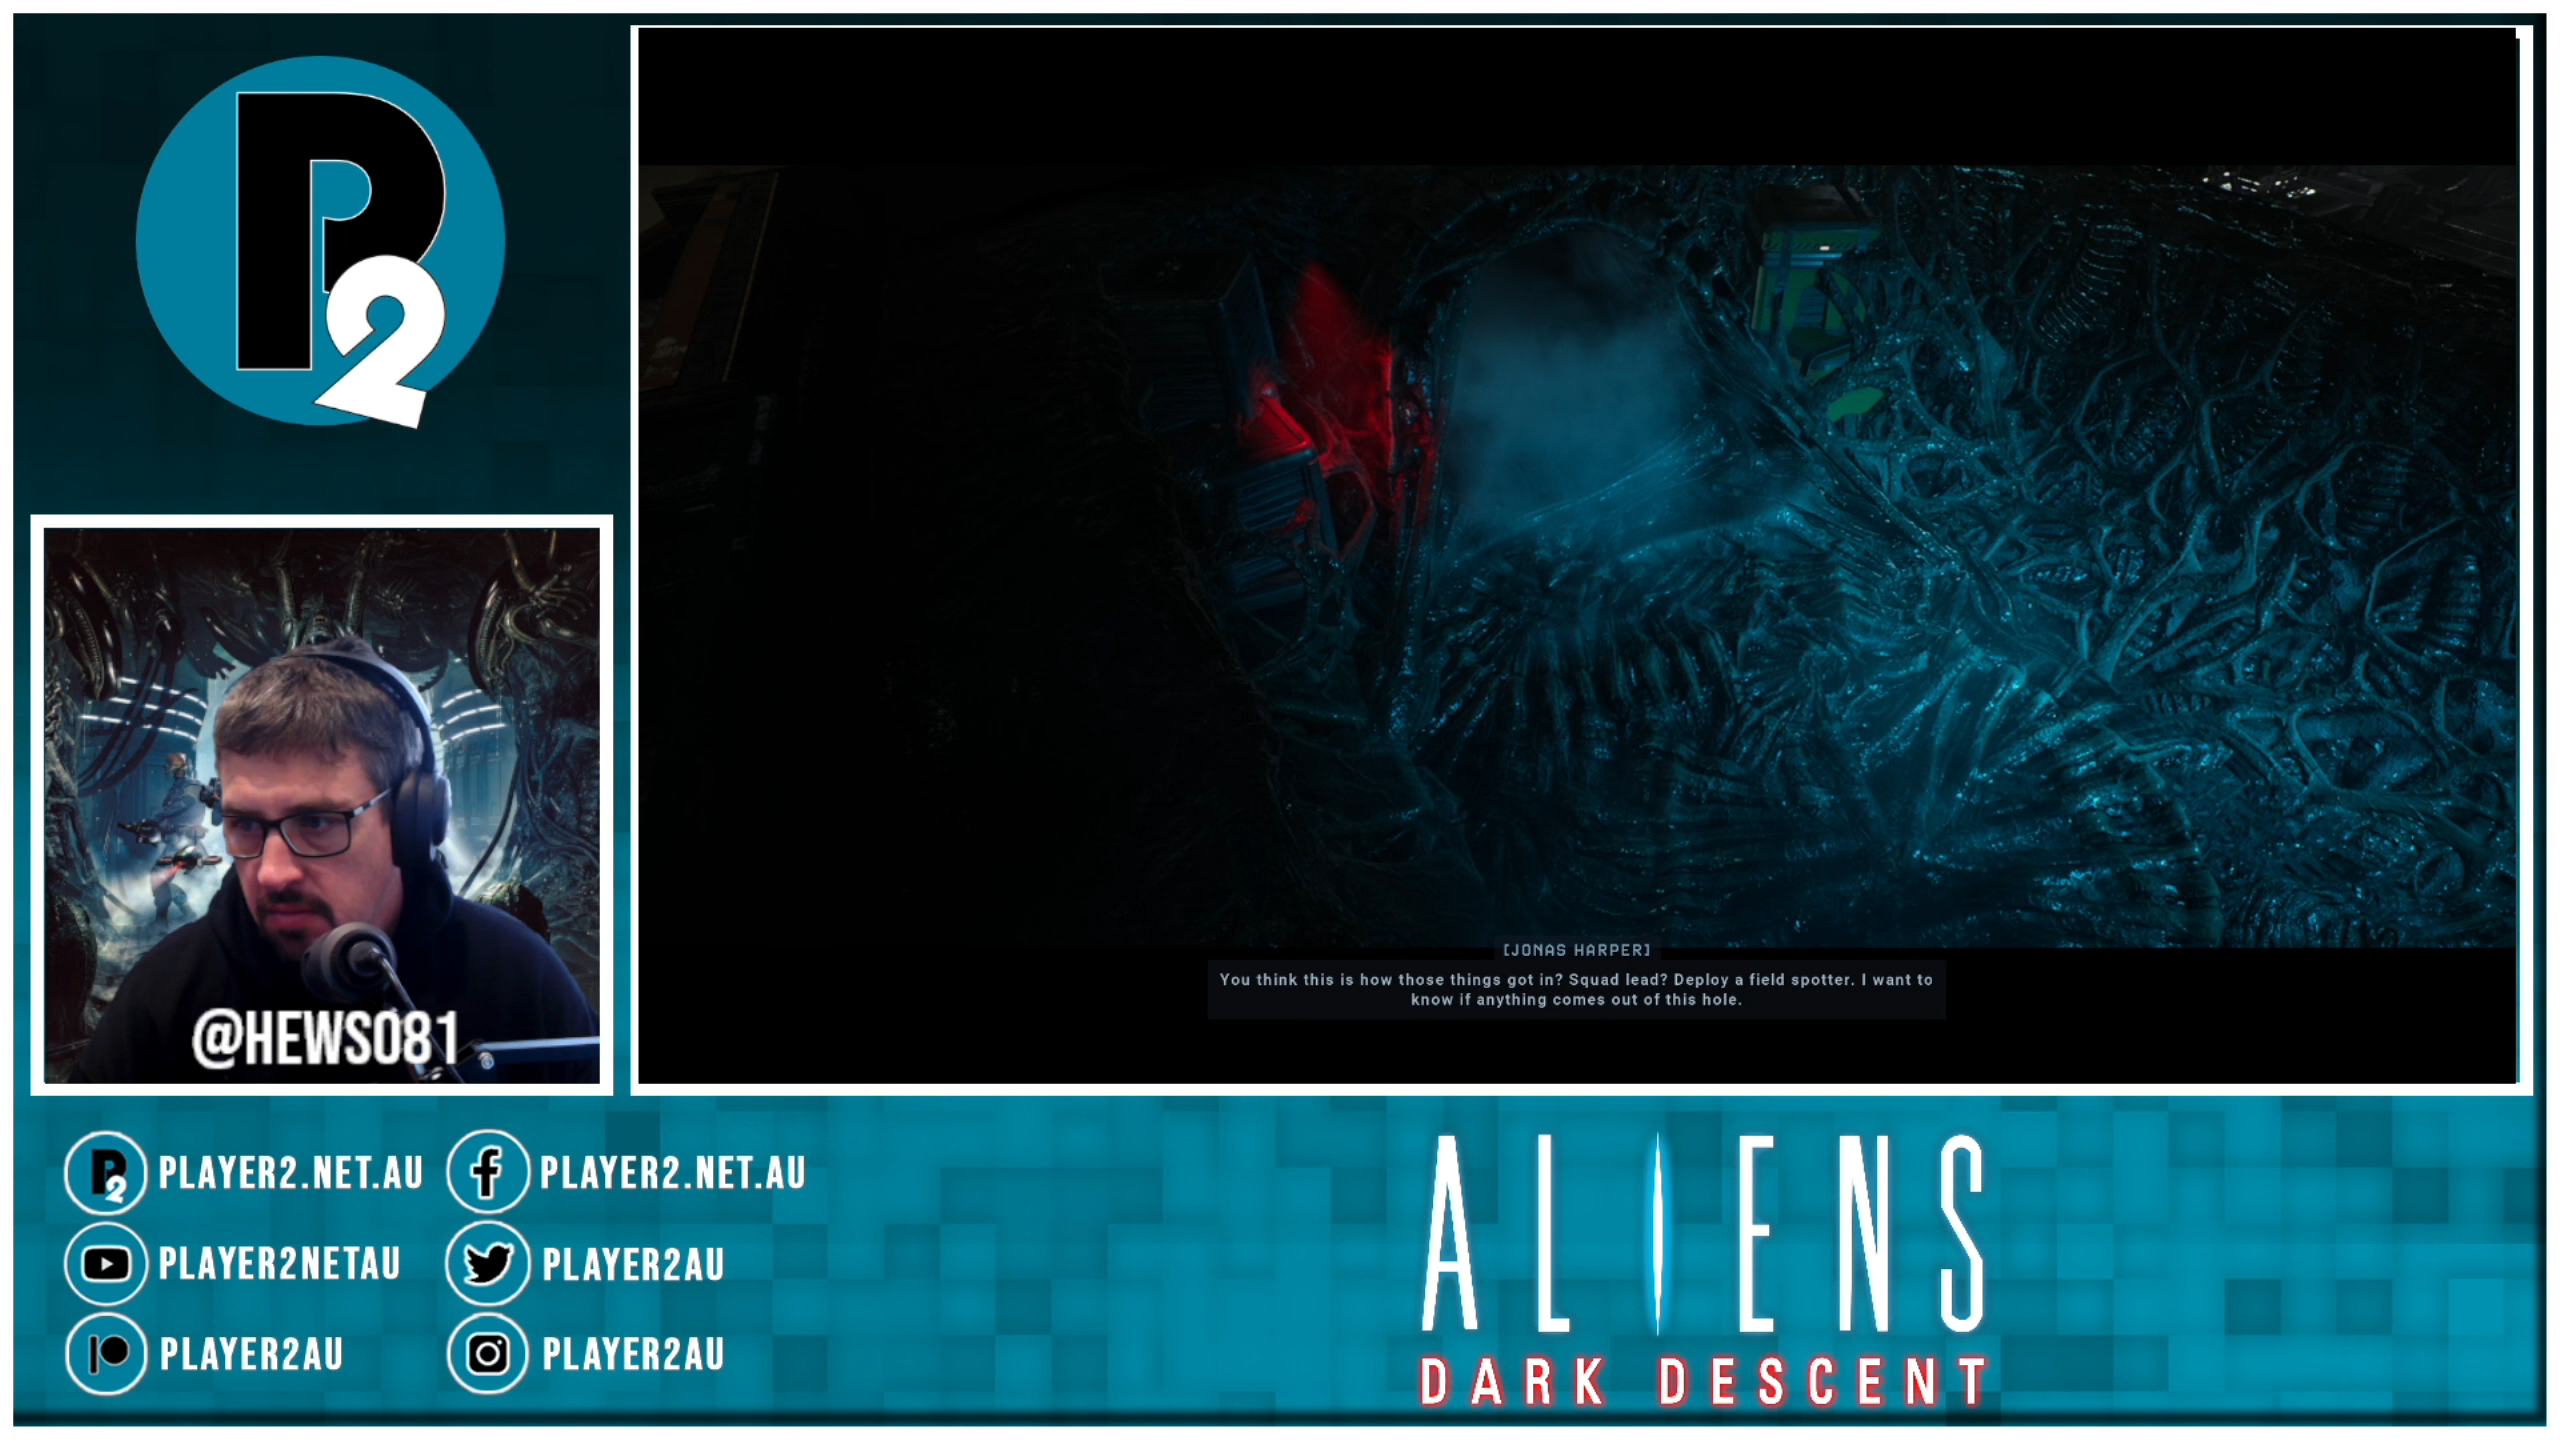 P2
@HEWSO81
[JONAS HARPER]
You think this is how those things got in? Squad lead? Deploy a field spotter. I want to
know if anything comes out of this hole.
P2 PLAYER2.NET.AU
PLAYER2.NET.AU
PLAYER2NETAU
PLAYER2AU
PLAYER2AU
PLAYER2AU
ALIENS
DARK DESCENT